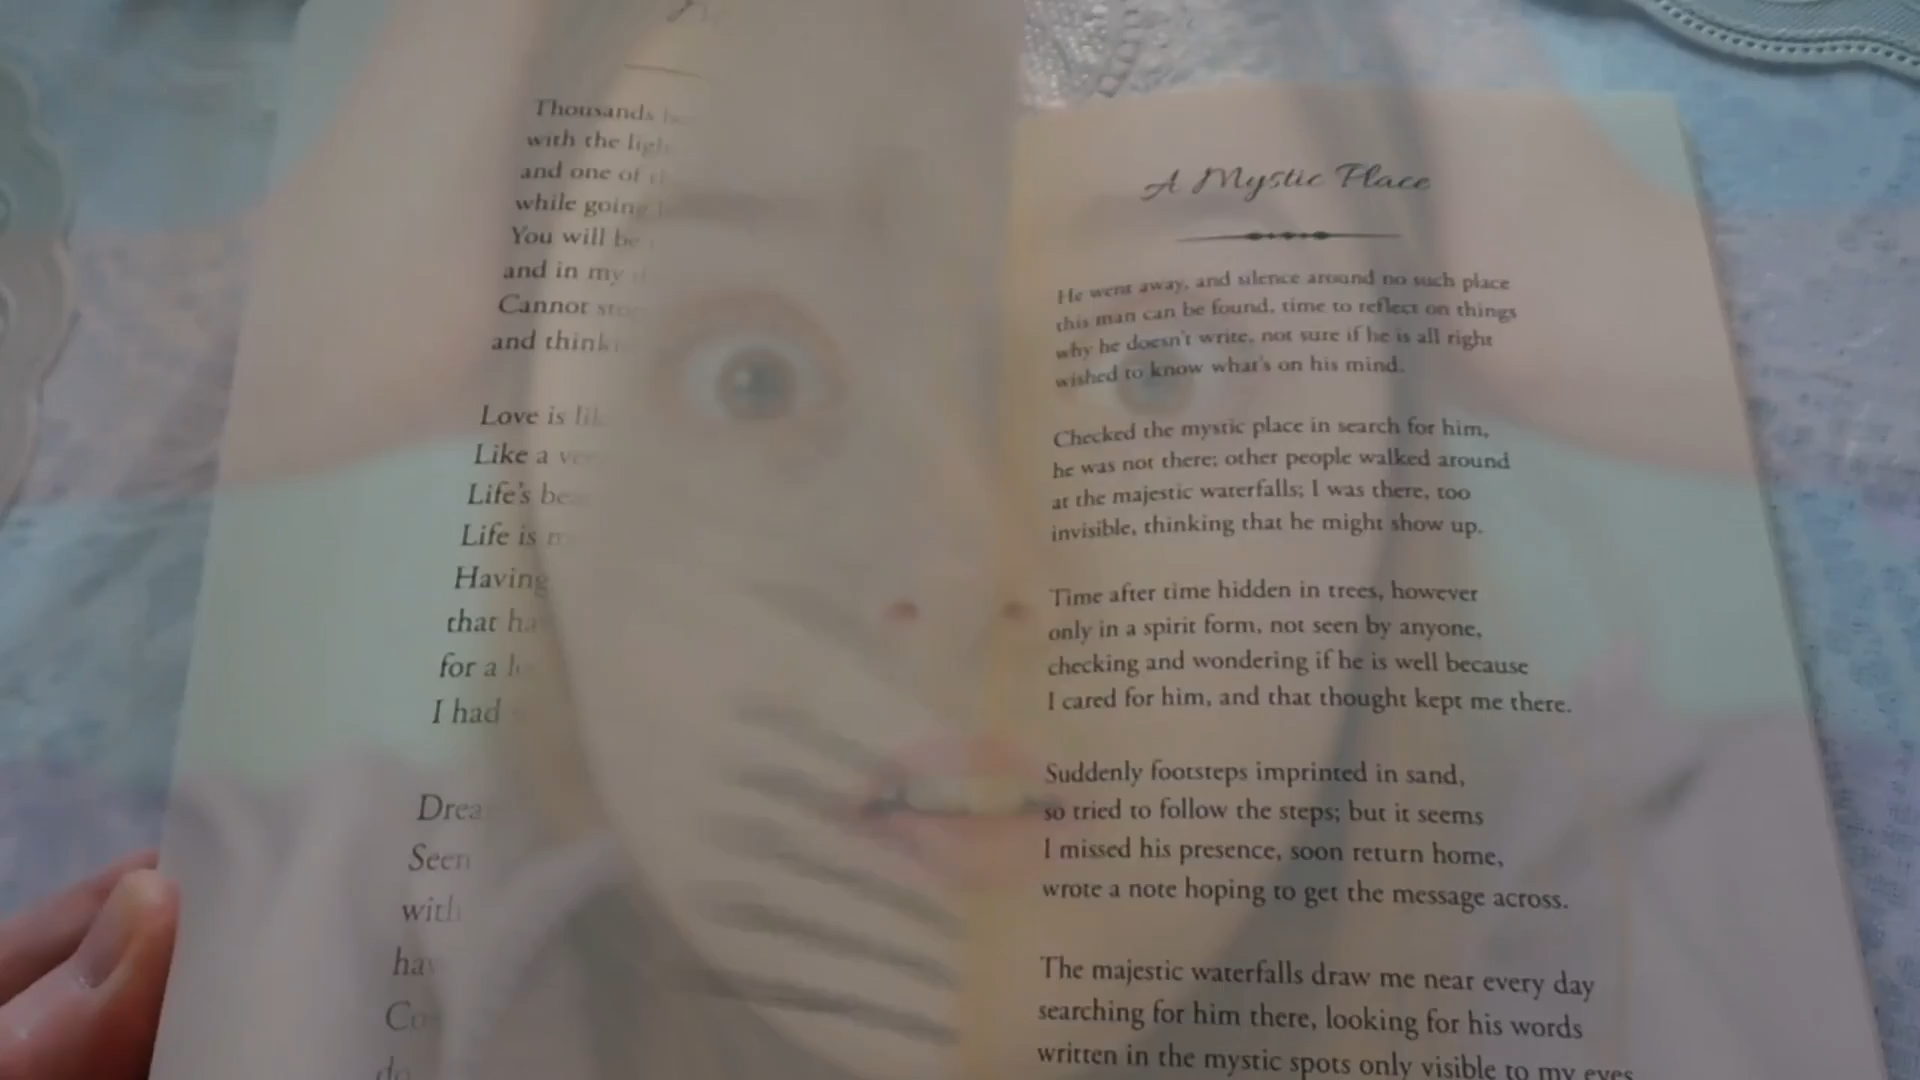 Thousands
with the
and one of
while going
You will be
and in my
Cannot
and
Love is
Like a
Life's
Life is
Having
that
for a
I had
Seen
with
A Mystic Place
He went away, and silence around no such place
this man can be found, time to reflect on things
why he doesn't write, not sure if he is all right
wished to know what's on his mind.
Checked the mystic place in search for him,
he was not there; other people walked around
at the majestic waterfalls; I was there, too
invisible, thinking that he might show up.
Time after time hidden in trees, however
only in a spirit form, not seen by anyone,
checking and wondering if he is well because
I cared for him, and that thought kept me there.
Suddenly footsteps imprinted in sand,
so tried to follow the steps; but it seems
I missed his presence, soon return home,
wrote a note hoping to get the message across.
The majestic waterfalls draw me near every day
searching for him there, looking for his words
written in the mystic spots only visible to my eyes